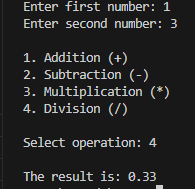 Enter first number: 1
Enter second number: 3
1. Addition (+)
2. Subtraction (-)
3. Multiplication (*)
4. Division (/)
Select operation: 4
The result is: 0.33